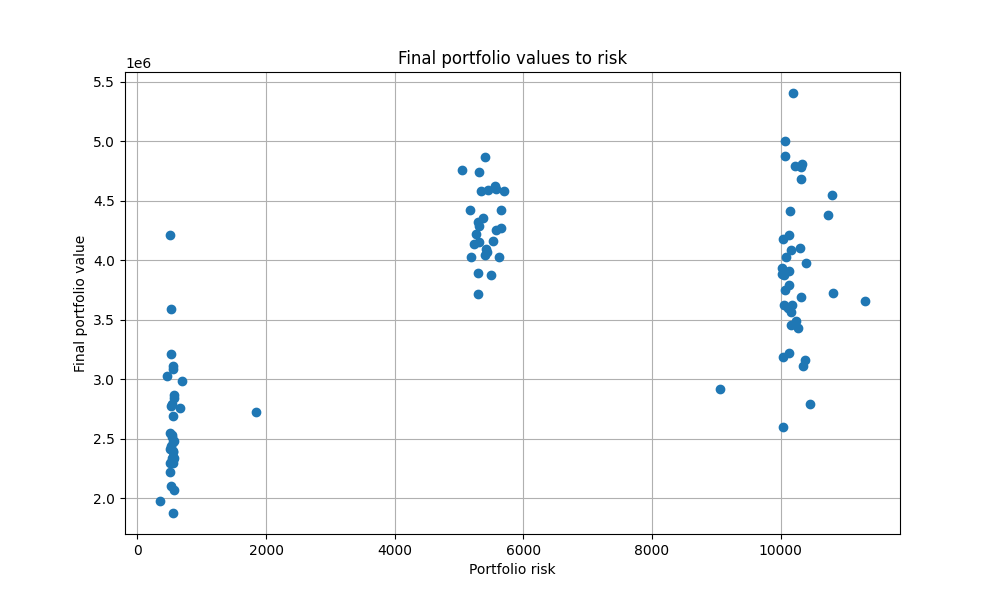 Final portfolio values to risk
1e6
5.5
5.0
4.5
4.0
3.5
3.0
2.5
2.0
Final portfolio value
0 2000 4000 6000 8000 10000
Portfolio risk